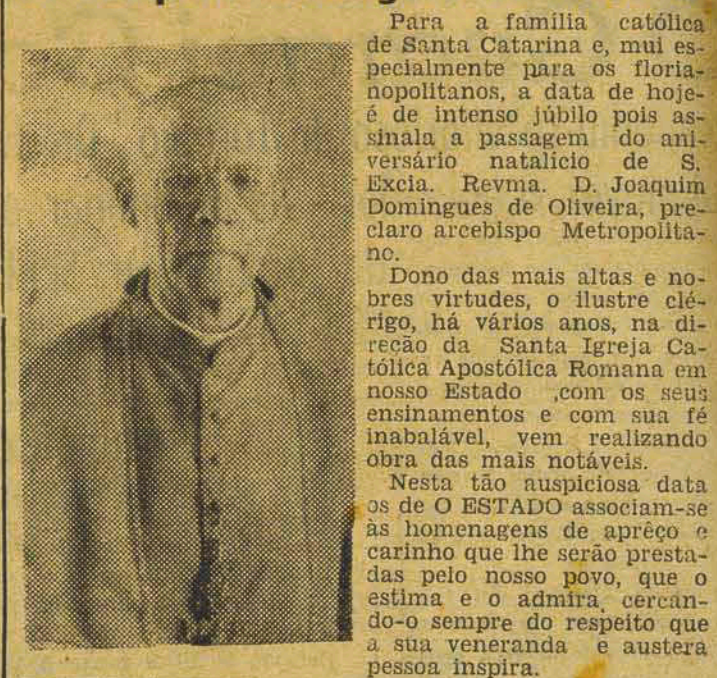 Para a família católica
de Santa Catarina e, mui es-
pecialmente para os floria-
nopolitanos, a data de hoje-
é de intenso júbilo pois as-
sinala a passagem do ani-
versário natalício de S.
Excia. Revma. D. Joaquim
Domingues de Oliveira, pre-
claro arcebispo Metropolita-
no.
Dono das mais altas e no-
bres virtudes, o ilustre clé-
rigo, há vários anos, na di-
reção da Santa Igreja Ca-
tólica Apostólica Romana em
nosso Estado ,com os seus
ensinamentos e com sua fé
inabalável, vem realizando
obra das mais notáveis.
Nesta tão auspiciosa data
os de O ESTADO associam-se
às homenagens de aprêço e
carinho que lhe serão presta-
das pelo nosso povo, que o
estima e o admira, cercan-
do-o sempre do respeito que
a sua veneranda e austera
pessoa inspira.